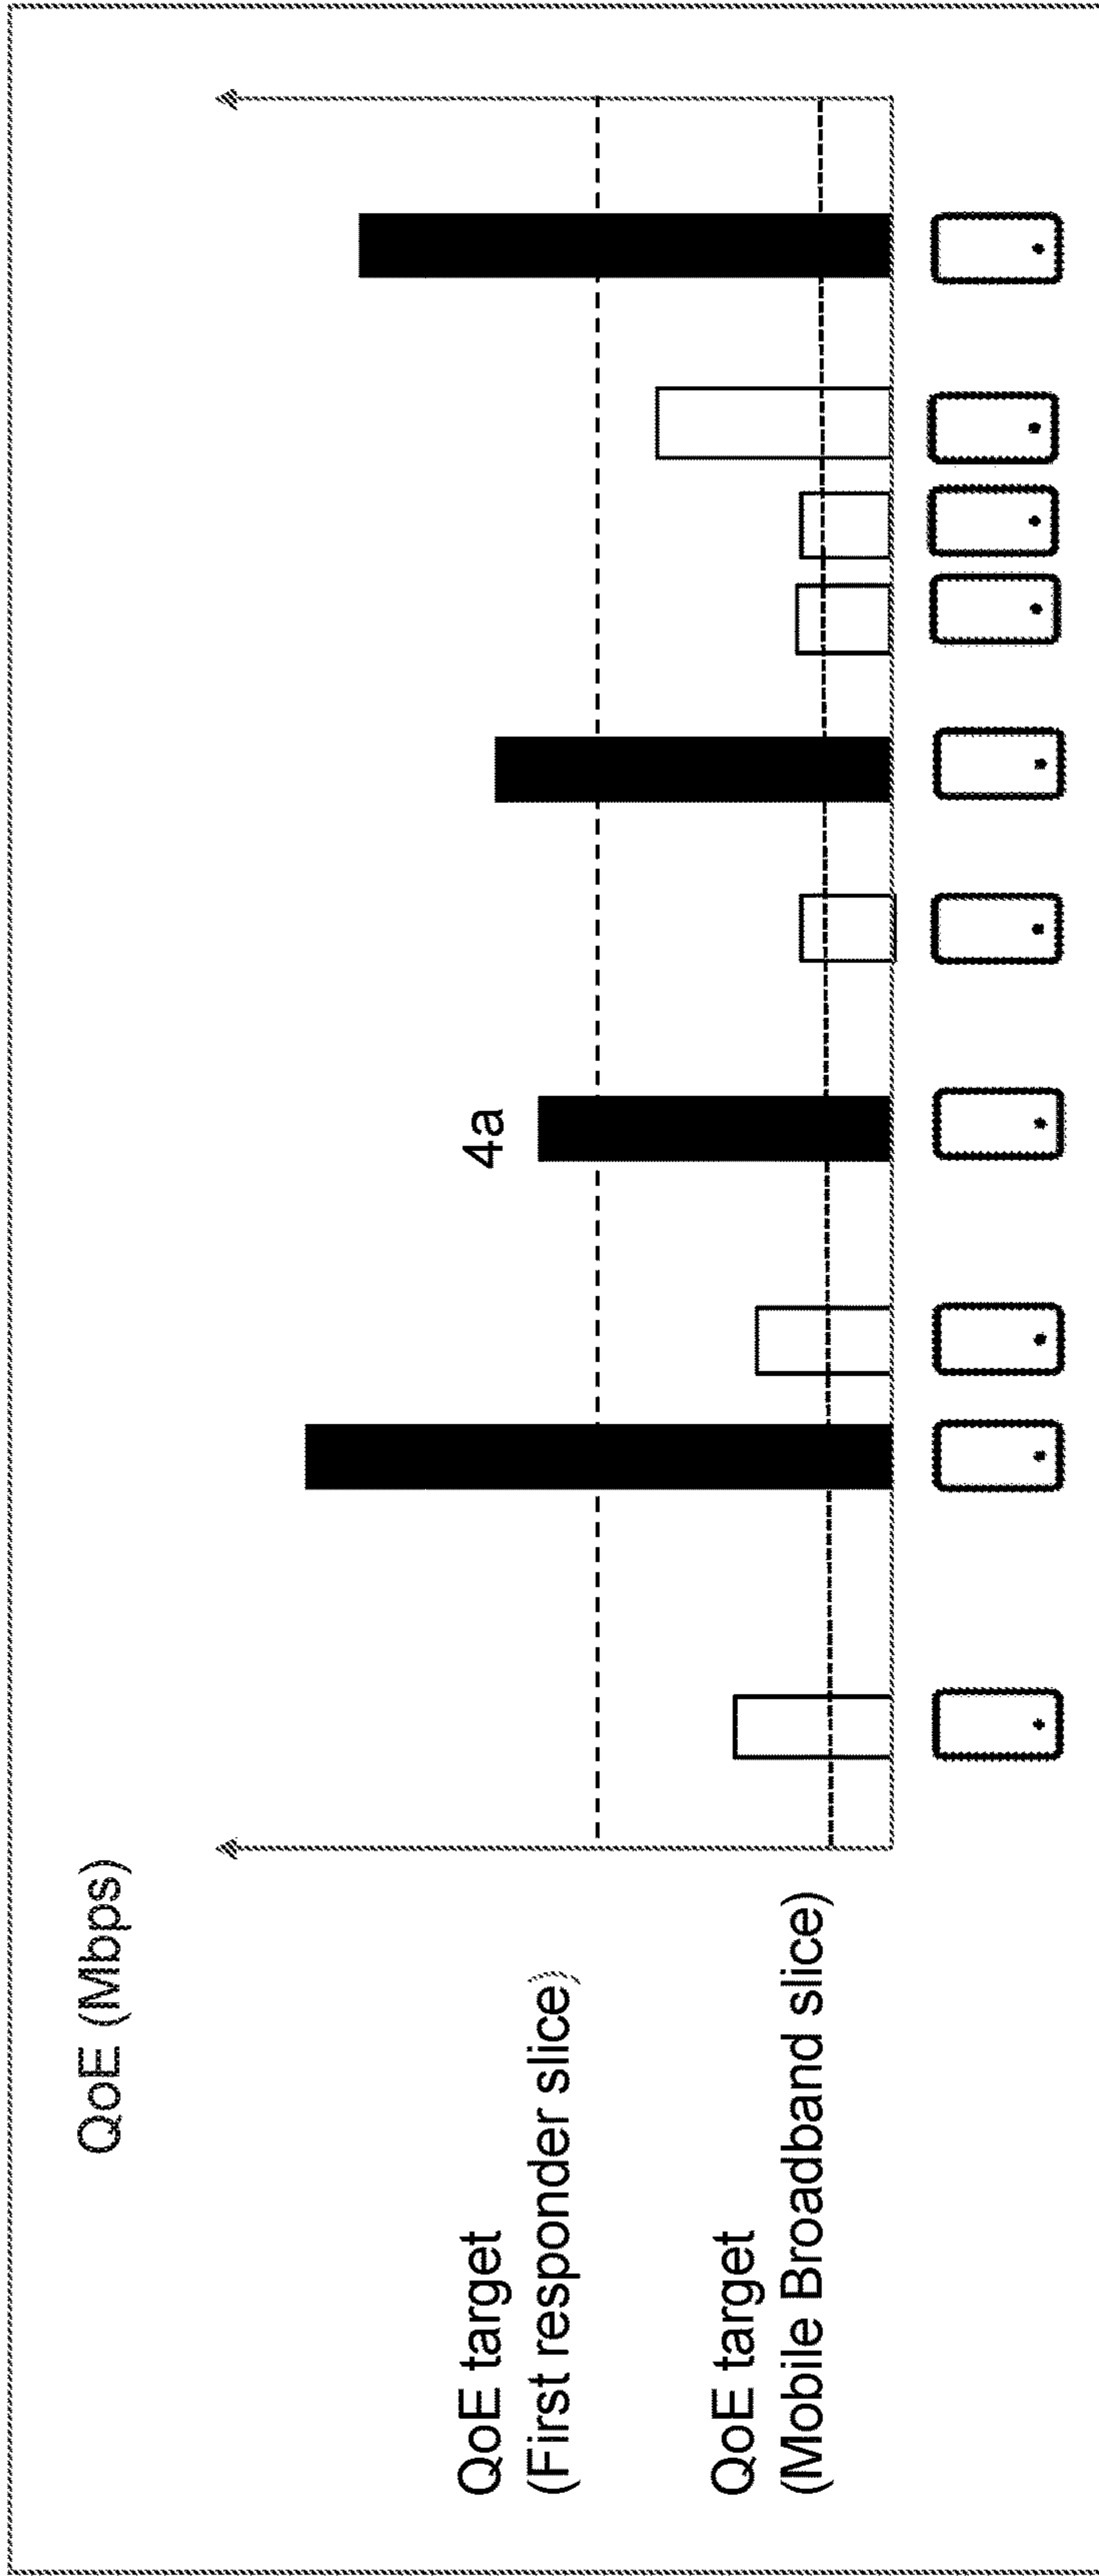 QoE (Mbps)
QoE target
(First responder slice)
QoE target
(Mobile Broadband slice)
4a